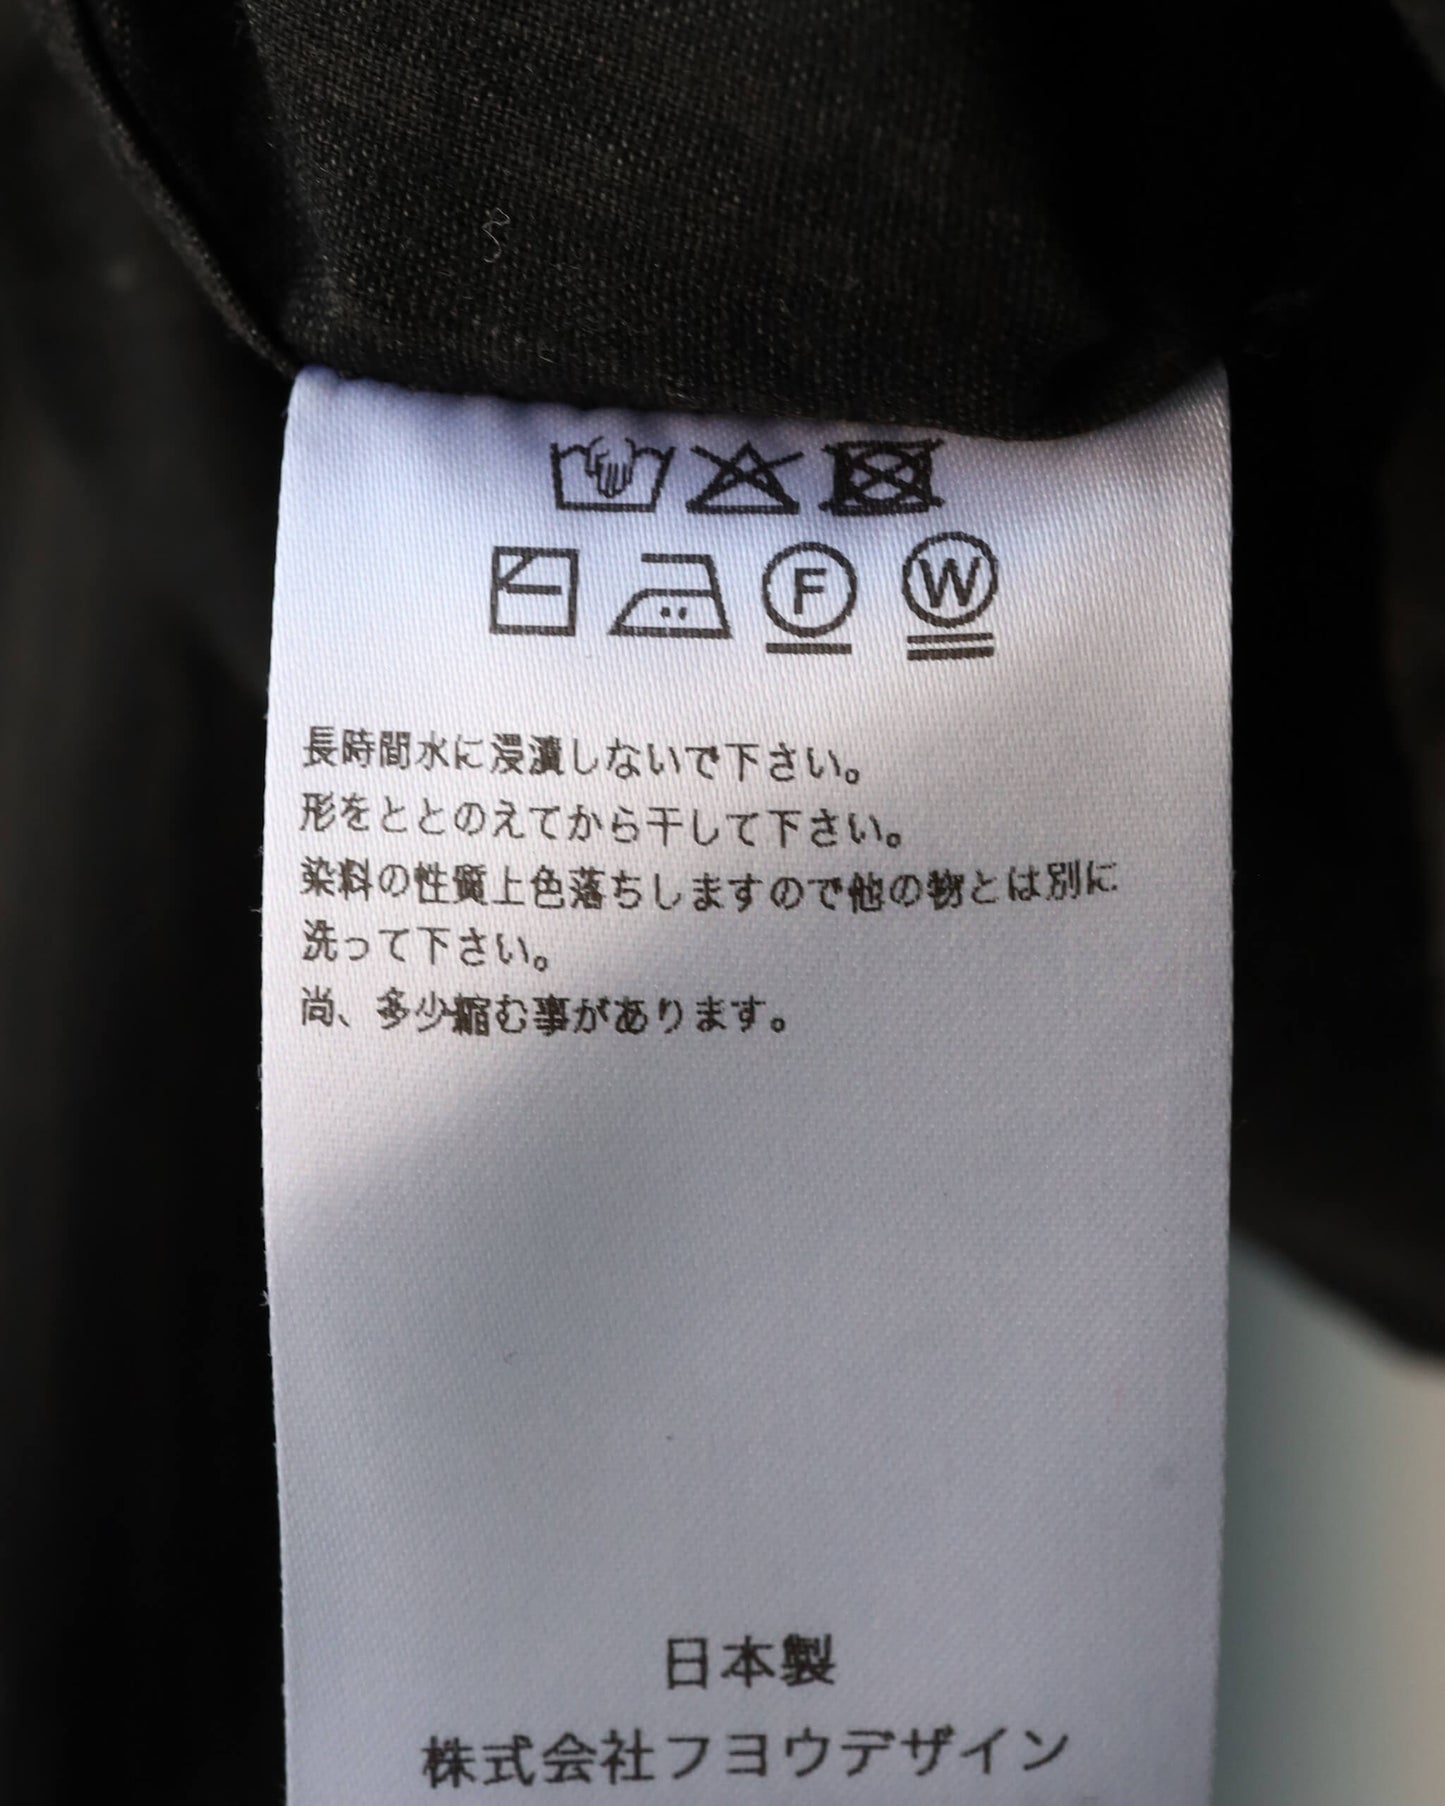 F W
長時間水に浸漬しないで下さい。
形をととのえてから干して下さい。
染料の性質上色落ちしますので他の物とは別に
洗って下さい。
尚、多少縮む事があります。
日本製
株式会社フヨウデザイン